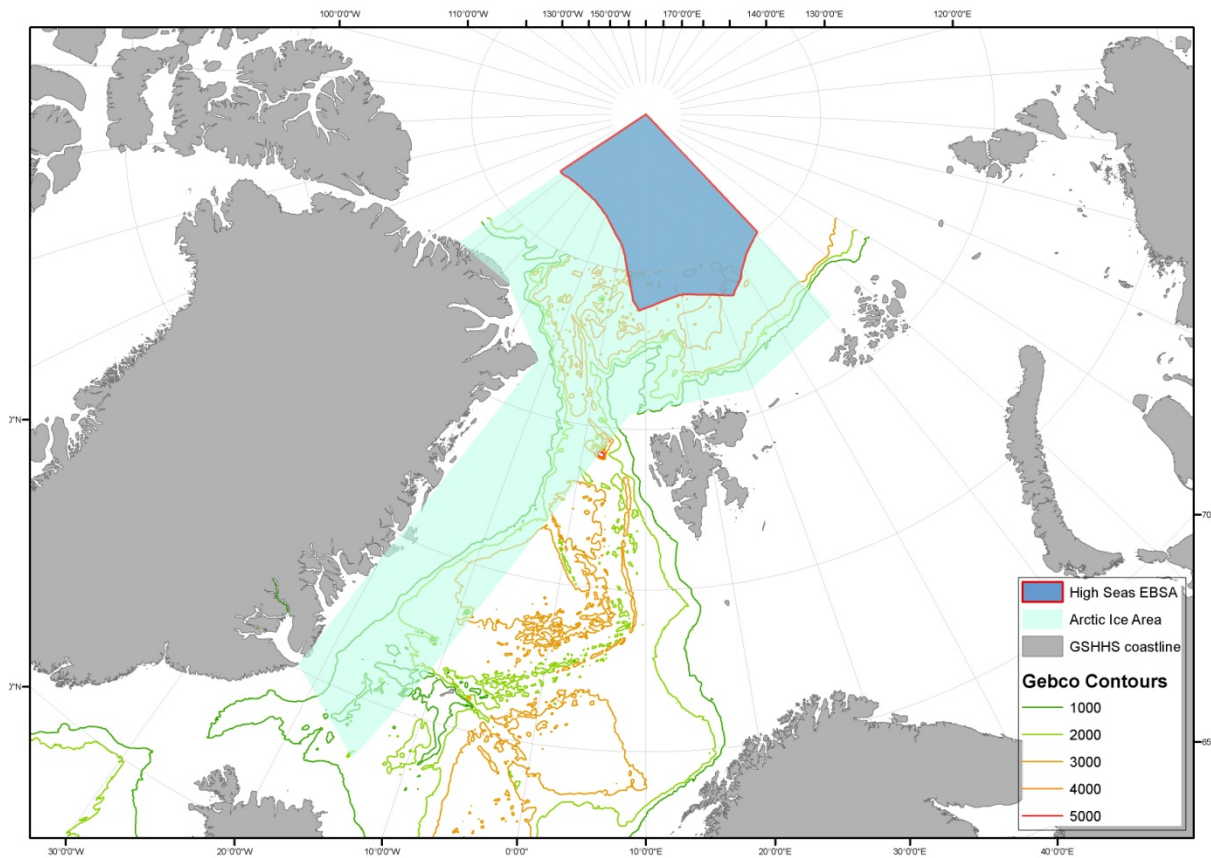 100°0'0"W 110°0'0"W 130°0'0"W 150°0'0"W 170°0'0"E 140°0'0"E 130°0'0"E 120°0'0"E
7°N
70
7°N
65
High Seas EBSA
Arctic Ice Area
GSHHS coastline
Gebco Contours
1000
2000
3000
4000
5000
30°0'0"W 20°0'0"W 10°0'0"W 0°0'0" 10°0'0"E 20°0'0"E 30°0'0"E 40°0'0"E